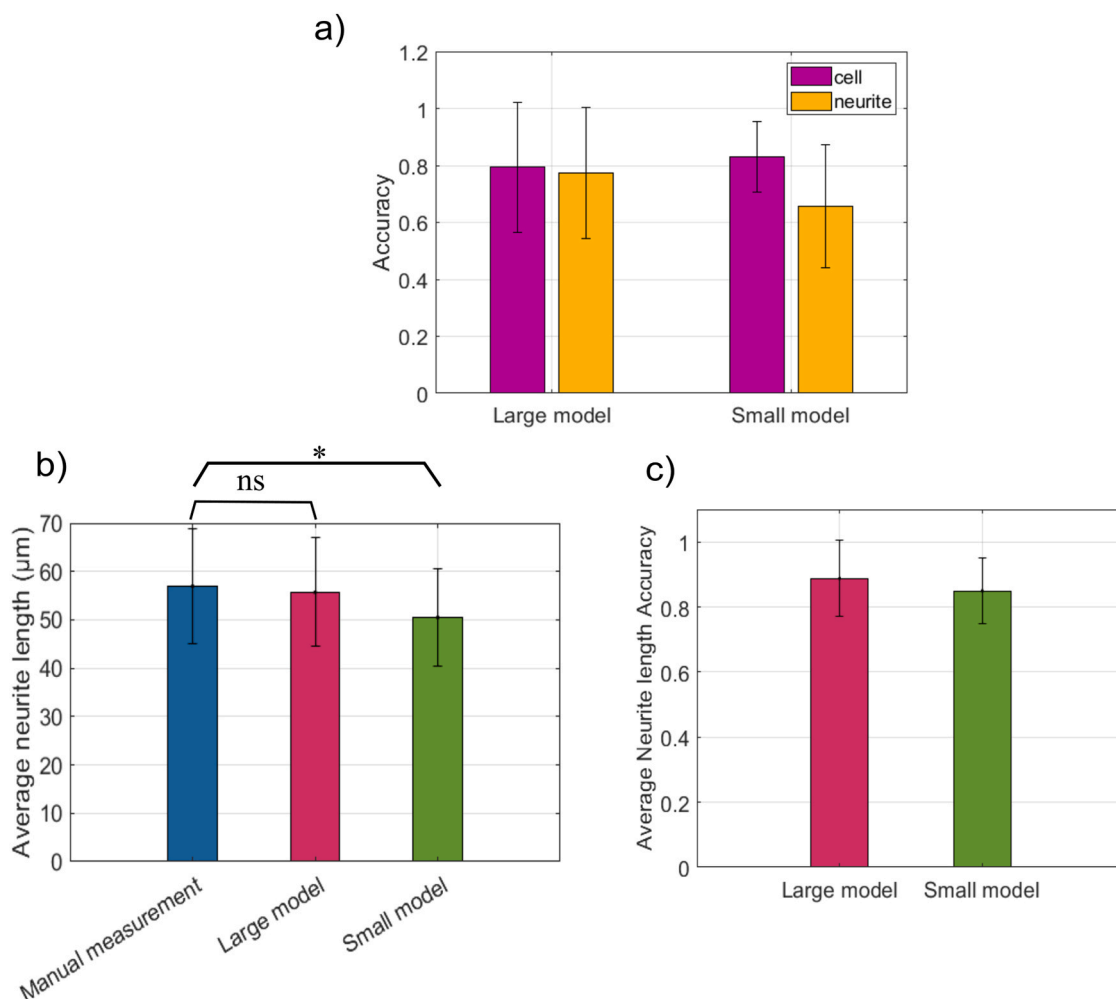 a)
1.2
1
0.8
0.6
0.4
0.2
0
Accuracy
cell
neurite
Large model
Small model
b)
*
ns
70
60
50
40
30
20
10
0
Average neurite length (µm)
Manual measurement
Large model
Small model
c)
1
0.8
0.6
0.4
0.2
0
Average Neurite length Accuracy
Large model
Small model